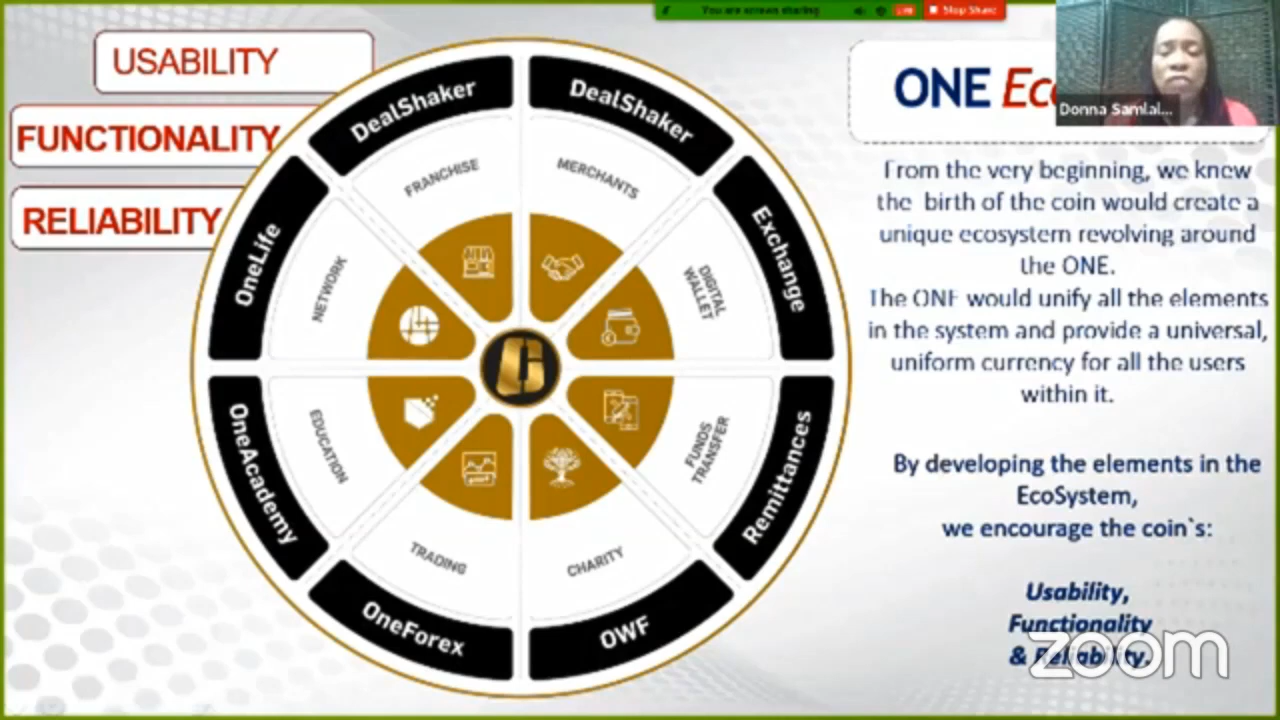 You are screen sharing
LIVE
Stop Share
USABILITY
FUNCTIONALITY
RELIABILITY
DealShaker
DealShaker
FRANCHISE
MERCHANTS
OneLife
NETWORK
DIGITAL
WALLET
Exchange
OneAcademy
EDUCATION
FUNDS
TRANSFER
Remittances
TRADING
CHARITY
OneForex
OWF
ONE
Donna Samlal...
From the very beginning, we knew
the birth of the coin would create a
unique ecosystem revolving around
the ONE.
The ONE would unify all the elements
in the system and provide a universal,
uniform currency for all the users
within it.
By developing the elements in the
EcoSystem,
we encourage the coin`s:
Usability,
Functionality
& Reliability.
zoom